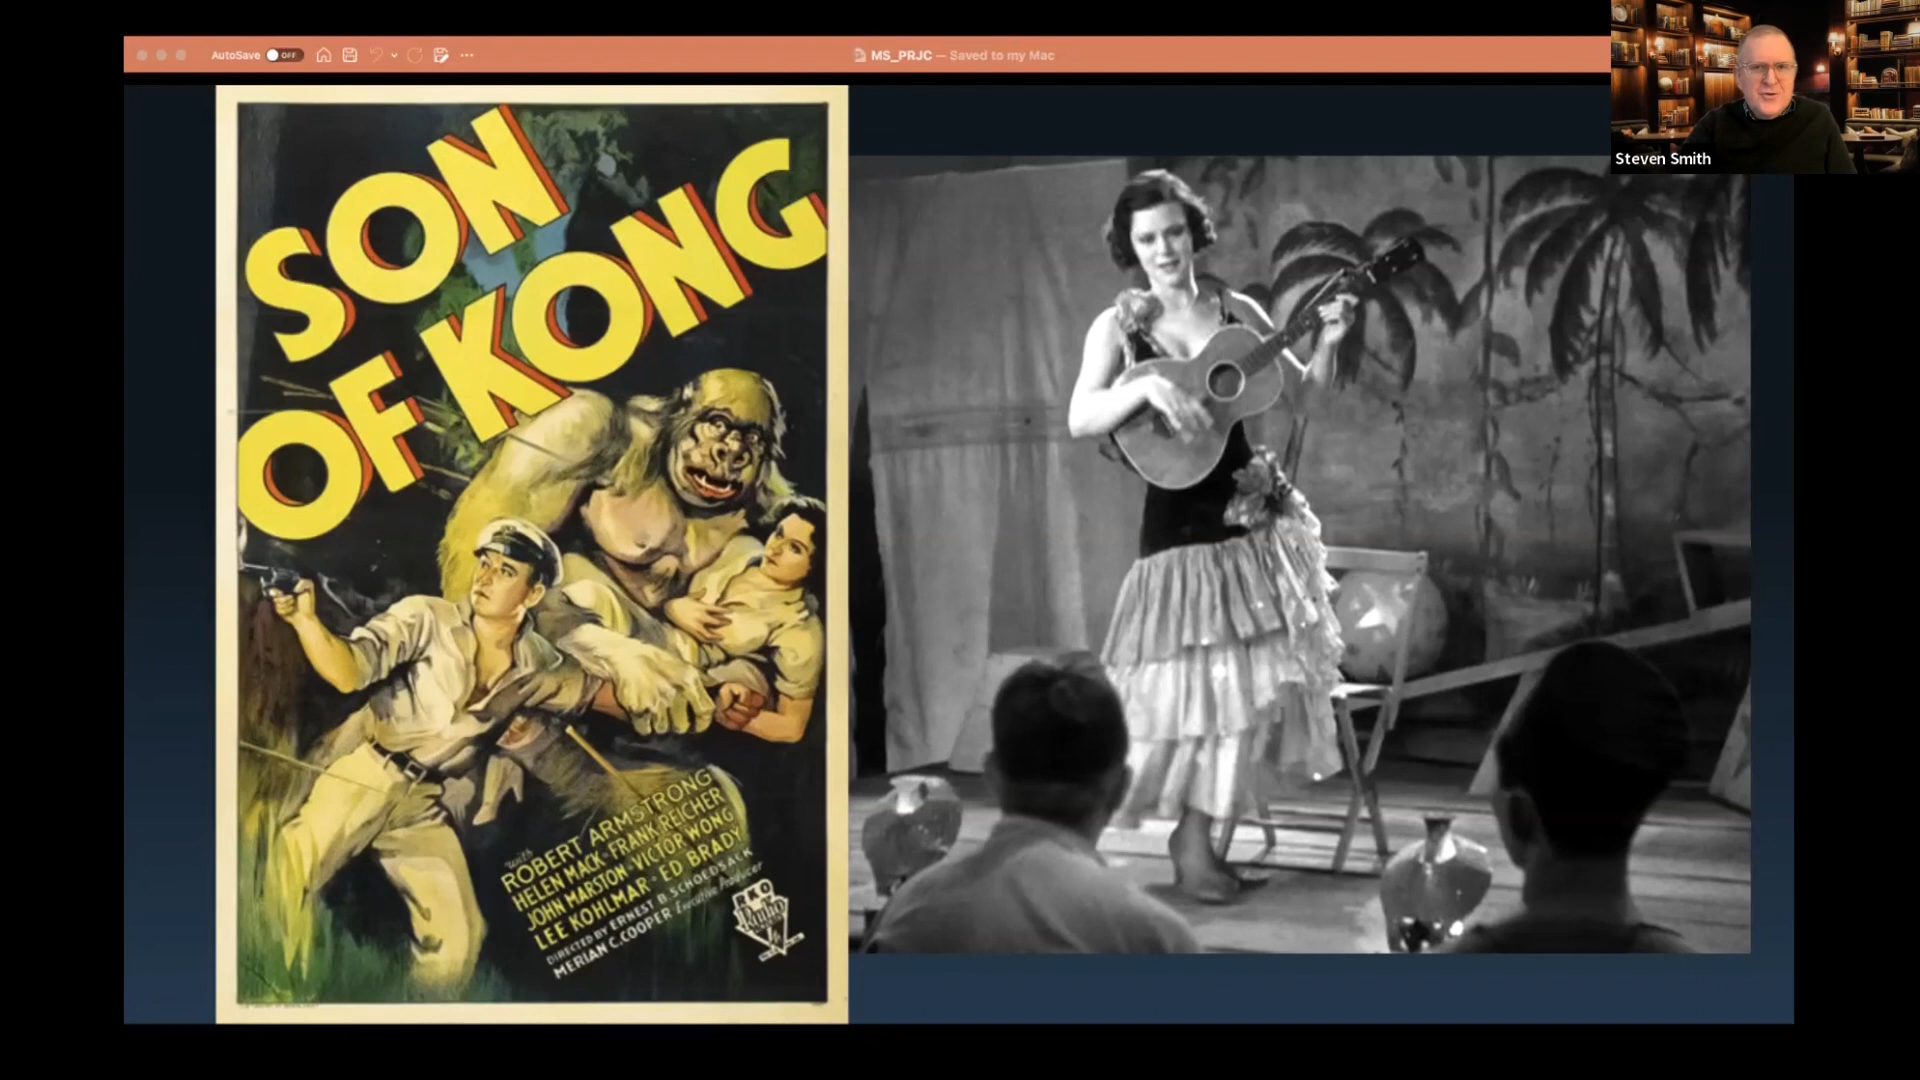 AutoSave OFF
MS_PRJC — Saved to my Mac
Steven Smith
SON
OF KONG
with
ROBERT ARMSTRONG
HELEN MACK · FRANK REICHER
JOHN MARSTON · VICTOR WONG
LEE KOHLMAR · ED BRADY
DIRECTED BY ERNEST B. SCHOEDSACK
MERIAN C. COOPER Executive Producer
RKO
Radio